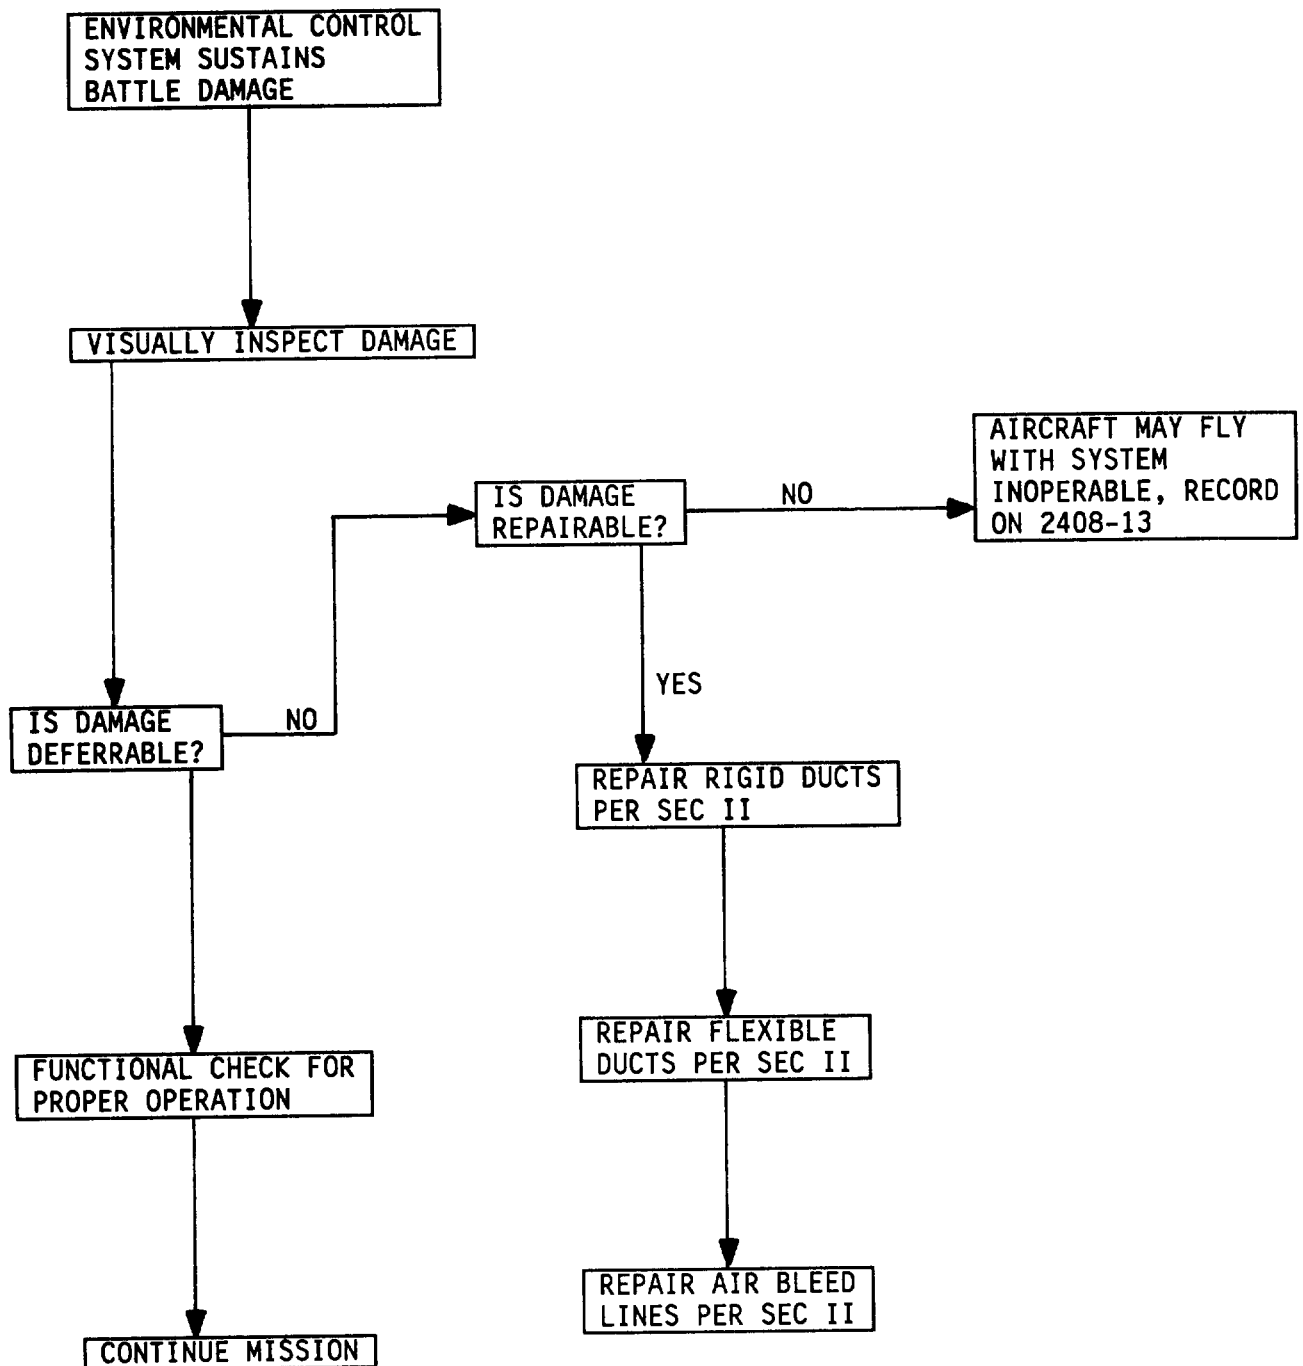 ENVIRONMENTAL CONTROL
SYSTEM SUSTAINS
BATTLE DAMAGE
VISUALLY INSPECT DAMAGE
AIRCRAFT MAY FLY
WITH SYSTEM
INOPERABLE, RECORD
ON 2408-13
IS DAMAGE
REPAIRABLE?
NO
YES
IS DAMAGE
DEFERRABLE?
NO
REPAIR RIGID DUCTS
PER SEC II
REPAIR FLEXIBLE
DUCTS PER SEC II
FUNCTIONAL CHECK FOR
PROPER OPERATION
REPAIR AIR BLEED
LINES PER SEC II
CONTINUE MISSION